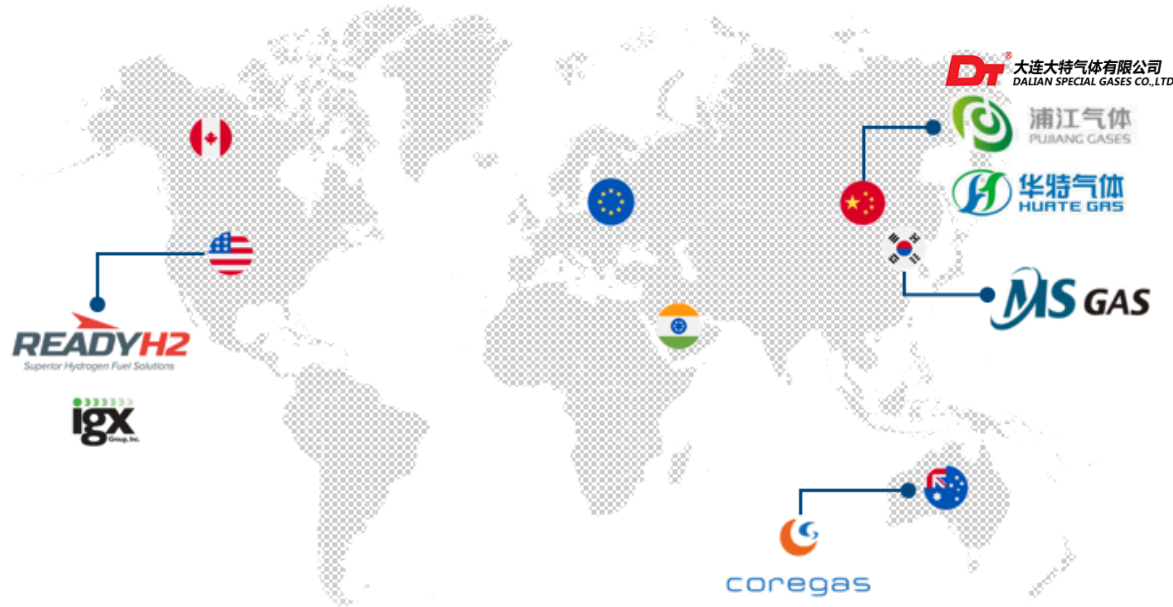 DT® 大连大特气体有限公司
DALIAN SPECIAL GASES CO.,LTD
浦江气体
PUJIANG GASES
华特气体
HUATE GAS
MS GAS
READYH2
Superior Hydrogen Fuel Solutions
igx
Group, Inc.
coregas